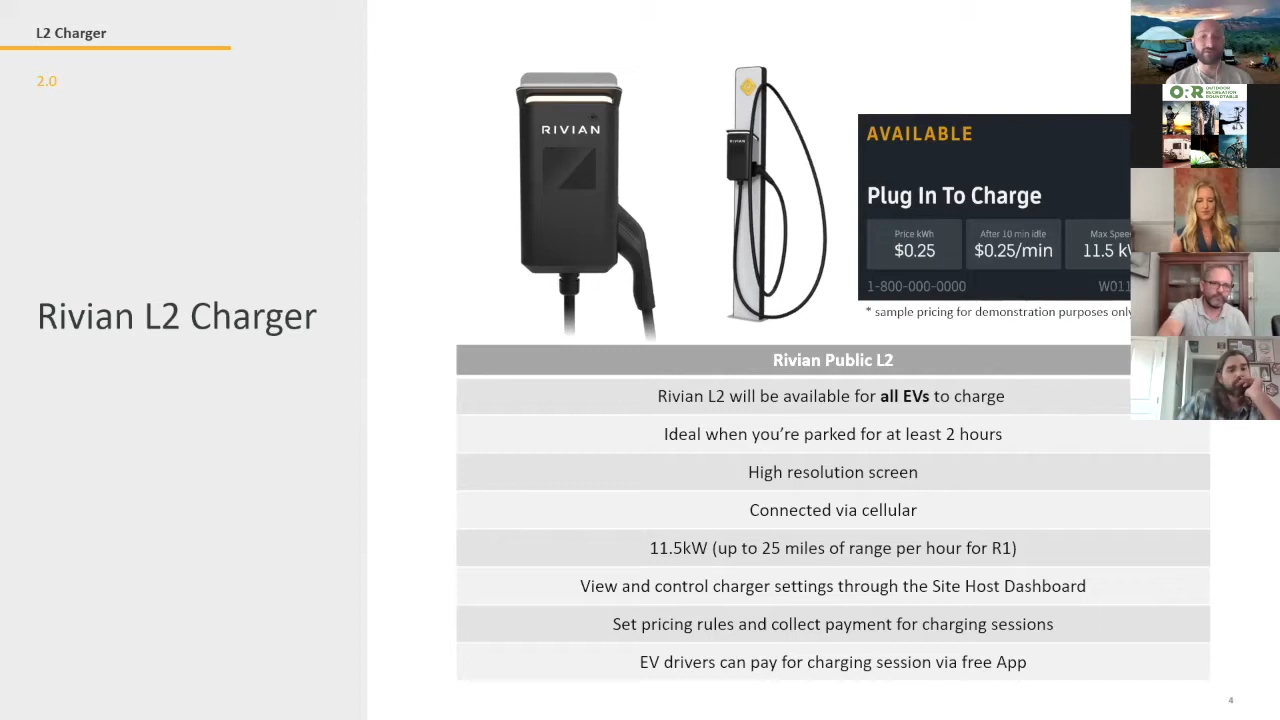 L2 Charger
2.0
Rivian L2 Charger
RIVIAN
RIVIAN
AVAILABLE
Plug In To Charge
Price kWh
$0.25
After 10 min idle
$0.25/min
Max Spee
11.5 k
1-800-000-0000
W011
* sample pricing for demonstration purposes only
Rivian Public L2
Rivian L2 will be available for all EVs to charge
Ideal when you’re parked for at least 2 hours
High resolution screen
Connected via cellular
11.5kW (up to 25 miles of range per hour for R1)
View and control charger settings through the Site Host Dashboard
Set pricing rules and collect payment for charging sessions
EV drivers can pay for charging session via free App
4
O+R OUTDOOR
RECREATION
ROUNDTABLE